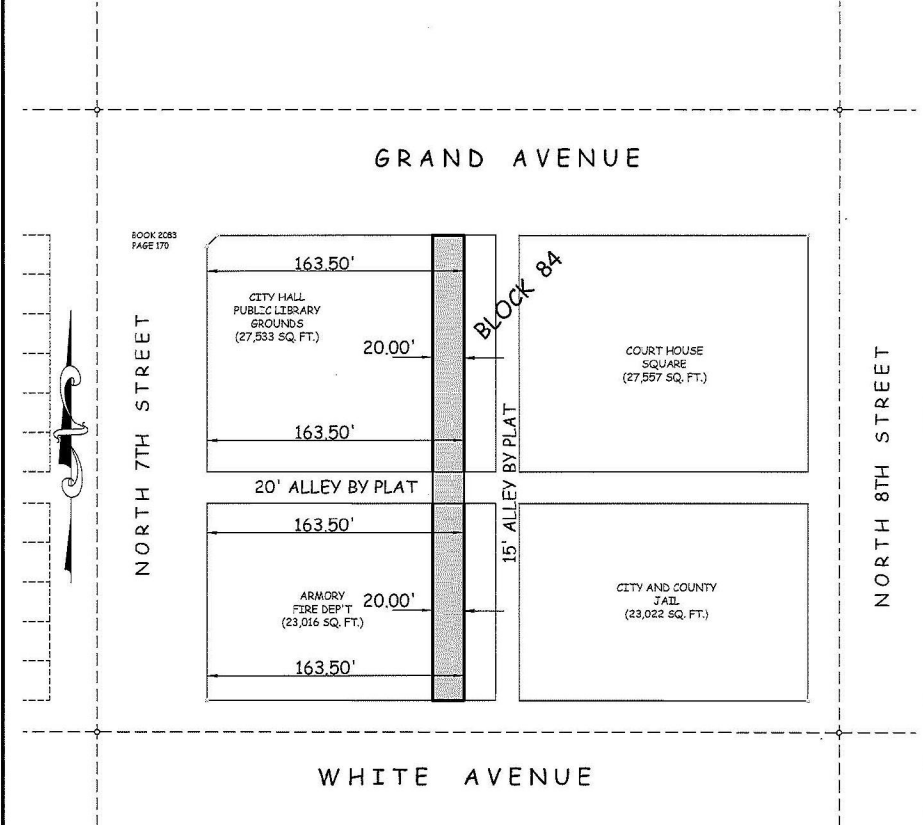 GRAND AVENUE
BOOK 2083
PAGE 170
163.50'
CITY HALL
PUBLIC LIBRARY
GROUNDS
(27,533 SQ. FT.)
20.00'
BLOCK 84
COURT HOUSE
SQUARE
(27,557 SQ. FT.)
163.50'
NORTH 7TH STREET
NORTH 8TH STREET
20' ALLEY BY PLAT
15' ALLEY BY PLAT
163.50'
ARMORY
FIRE DEP'T
(23,016 SQ. FT.)
20.00'
CITY AND COUNTY
JAIL
(23,022 SQ. FT.)
163.50'
WHITE AVENUE